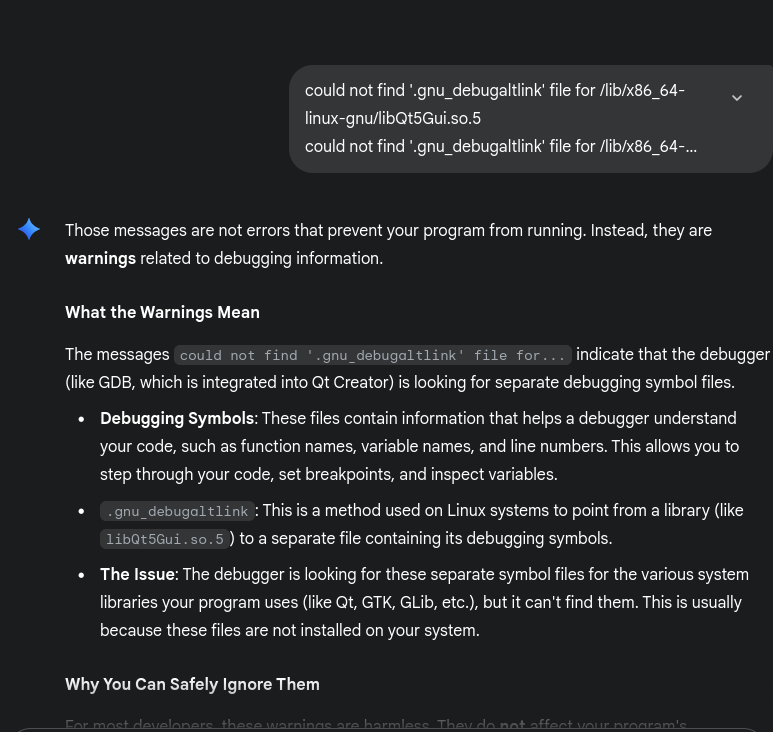 could not find '.gnu_debugaltlink' file for /lib/x86_64-
linux-gnu/libQt5Gui.so.5
could not find '.gnu_debugaltlink' file for /lib/x86_64-...
Those messages are not errors that prevent your program from running. Instead, they are
warnings related to debugging information.
What the Warnings Mean
The messages could not find '.gnu_debugaltlink' file for... indicate that the debugger
(like GDB, which is integrated into Qt Creator) is looking for separate debugging symbol files.
• Debugging Symbols: These files contain information that helps a debugger understand
your code, such as function names, variable names, and line numbers. This allows you to
step through your code, set breakpoints, and inspect variables.
• .gnu_debugaltlink: This is a method used on Linux systems to point from a library (like
libQt5Gui.so.5) to a separate file containing its debugging symbols.
• The Issue: The debugger is looking for these separate symbol files for the various system
libraries your program uses (like Qt, GTK, GLib, etc.), but it can't find them. This is usually
because these files are not installed on your system.
Why You Can Safely Ignore Them
For most developers, these warnings are harmless. They do not affect your program's